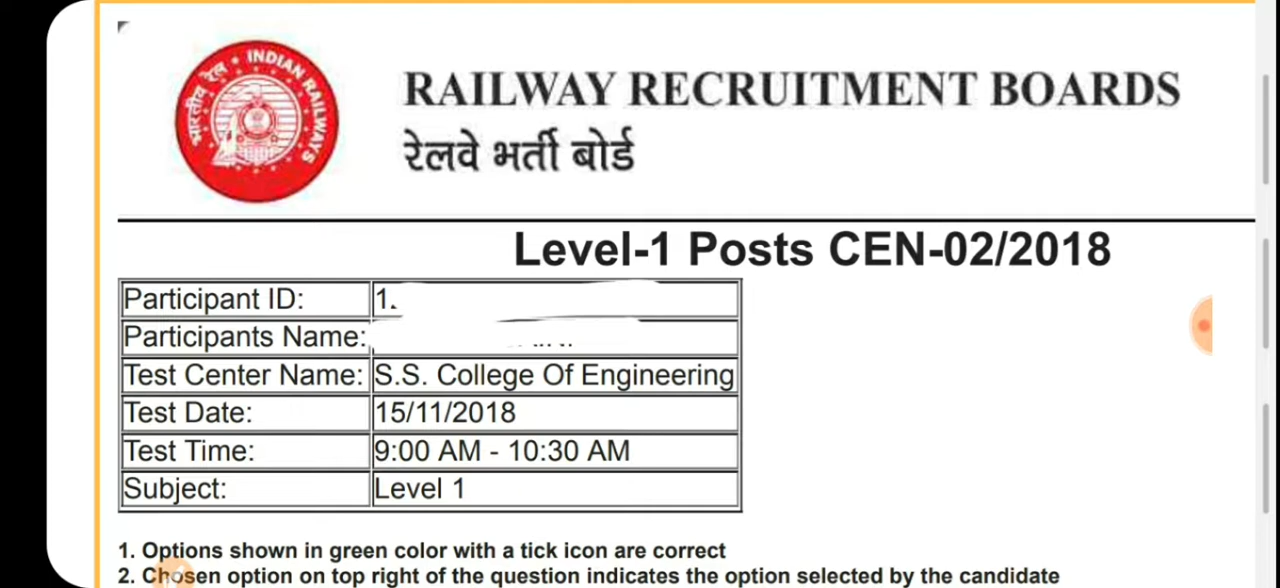 भारतीय रेल • INDIAN RAILWAYS
RAILWAY RECRUITMENT BOARDS
रेलवे भर्ती बोर्ड
Level-1 Posts CEN-02/2018
Participant ID: 1.
Participants Name:
Test Center Name: S.S. College Of Engineering
Test Date: 15/11/2018
Test Time: 9:00 AM - 10:30 AM
Subject: Level 1
1. Options shown in green color with a tick icon are correct
2. Chosen option on top right of the question indicates the option selected by the candidate